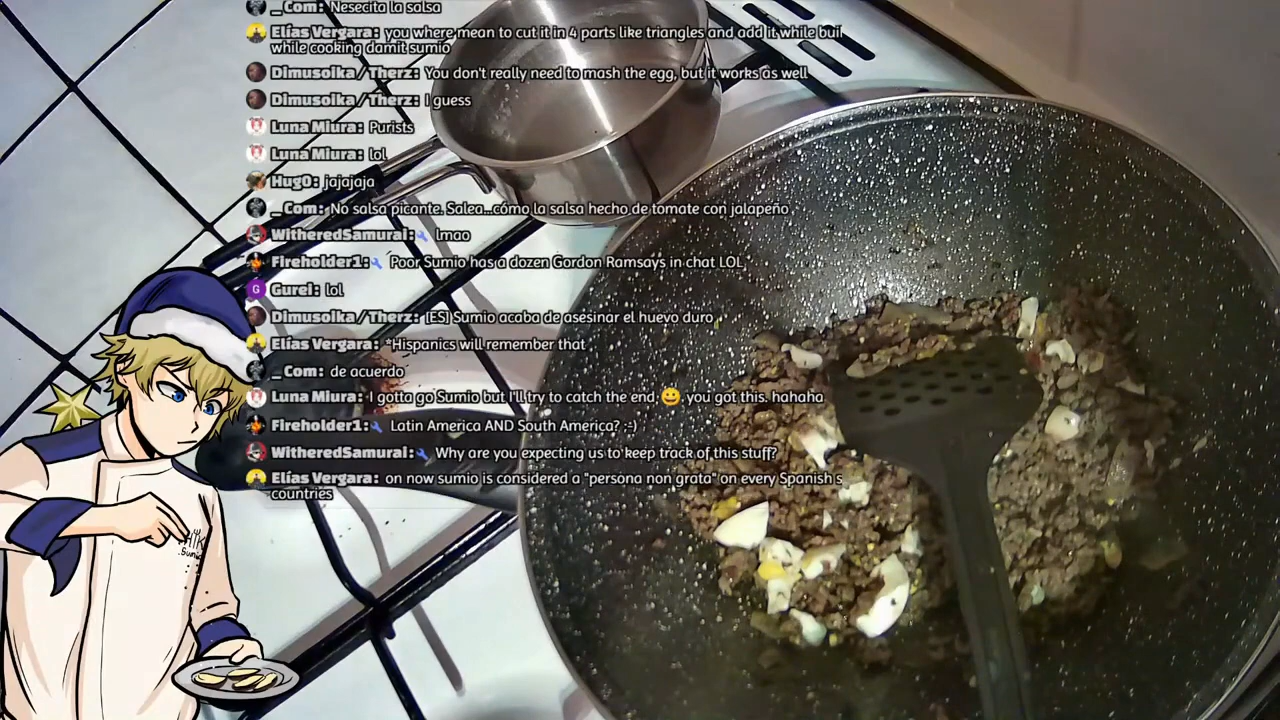 _Com: Nesecita la salsa
Elías Vergara: you where mean to cut it in 4 parts like triangles and add it while buil
while cooking damit sumio
Dimusoika/Therz: You don't really need to mash the egg, but it works as well
Dimusoika/Therz: I guess
Luna Miura: Purists
Luna Miura: lol
Hug0: jajajaja
_Com: No salsa picante. Salea...cómo la salsa hecho de tomate con jalapeño
WitheredSamurai: lmao
Fireholder1: Poor Sumio has a dozen Gordon Ramsays in chat LOL
G Gurei: lol
Dimusoika/Therz: [ES] Sumio acaba de asesinar el huevo duro
Elías Vergara: *Hispanics will remember that
_Com: de acuerdo
Luna Miura: I gotta go Sumio but I'll try to catch the end 😀 you got this. hahaha
Fireholder1: Latin America AND South America? ;-)
WitheredSamurai: Why are you expecting us to keep track of this stuff?
Elías Vergara: on now sumio is considered a "persona non grata" on every Spanish s
countries
Sumio